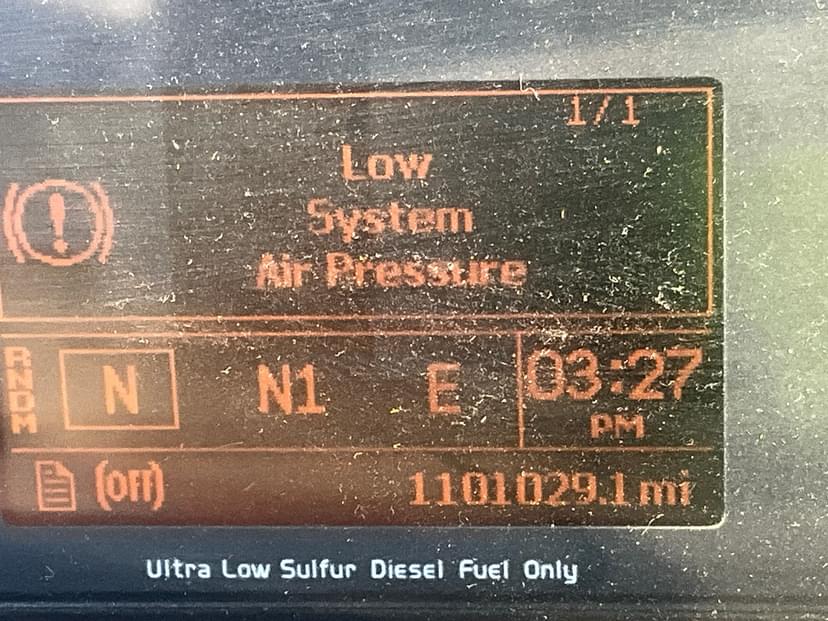 1/1
Low
System
Air Pressure
RNDM
N N1 E 03:27
PM
(OFF) 1101029.1 mi
Ultra Low Sulfur Diesel Fuel Only